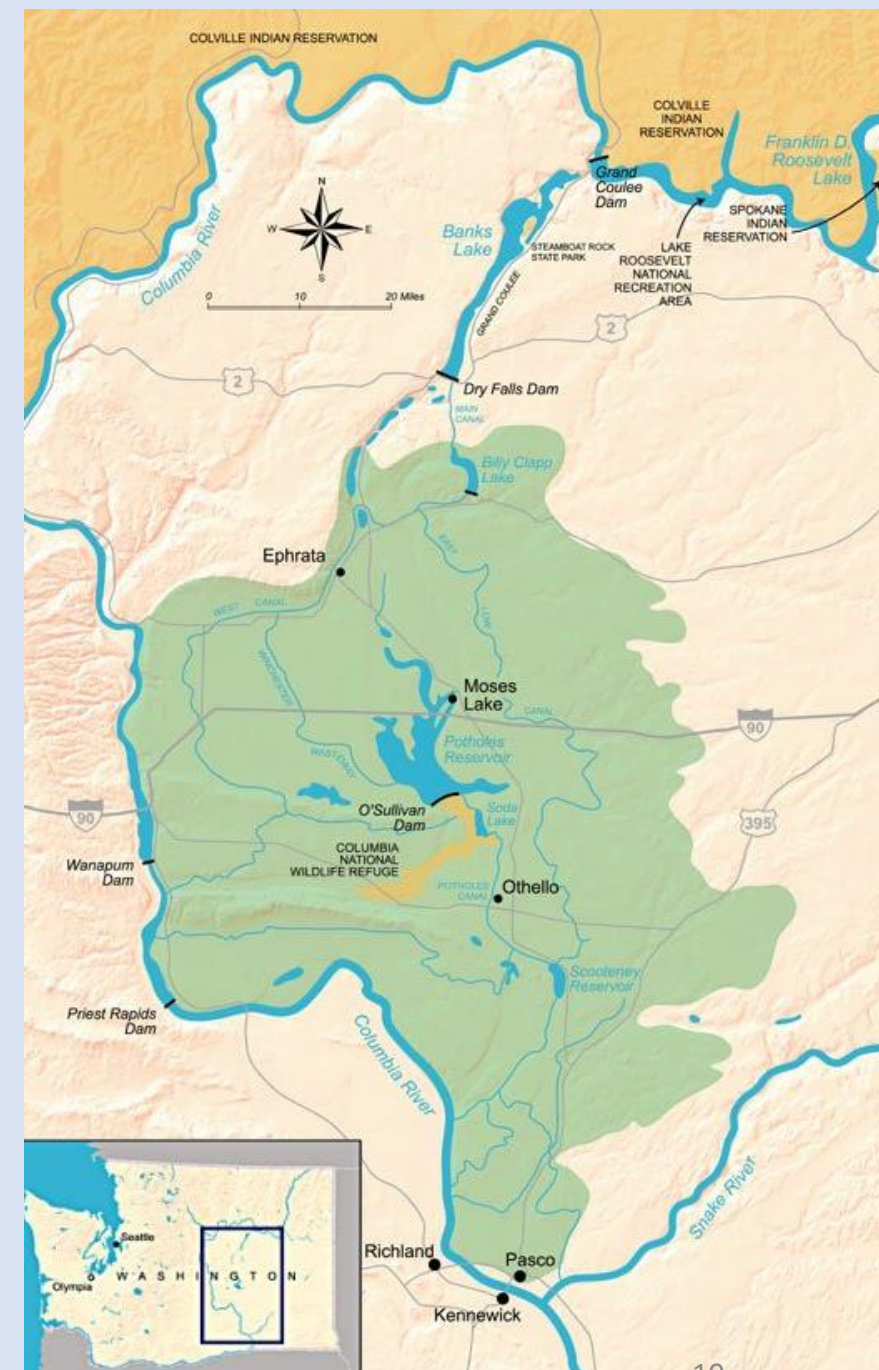 COLVILLE INDIAN RESERVATION
COLVILLE
INDIAN
RESERVATION
Franklin D.
Roosevelt
Lake
Grand
Coulee
Dam
SPOKANE
INDIAN
RESERVATION
Columbia River
N
W
E
S
Banks
Lake
STEAMBOAT ROCK
STATE PARK
LAKE
ROOSEVELT
NATIONAL
RECREATION
AREA
0 10 20 Miles
GRAND COULEE
2
2
Dry Falls Dam
MAIN
CANAL
Billy Clapp
Lake
Ephrata
EAST
LOW
CANAL
WEST CANAL
WINCHESTER
WASTEWAY
Moses
Lake
Potholes
Reservoir
90
90
395
O'Sullivan
Dam
Soda
Lake
COLUMBIA
NATIONAL
WILDLIFE REFUGE
Wanapum
Dam
POTHOLES
CANAL
Othello
Scooteney
Reservoir
Priest Rapids
Dam
Columbia River
Snake River
Richland
Pasco
Kennewick
Seattle
Olympia
WASHINGTON